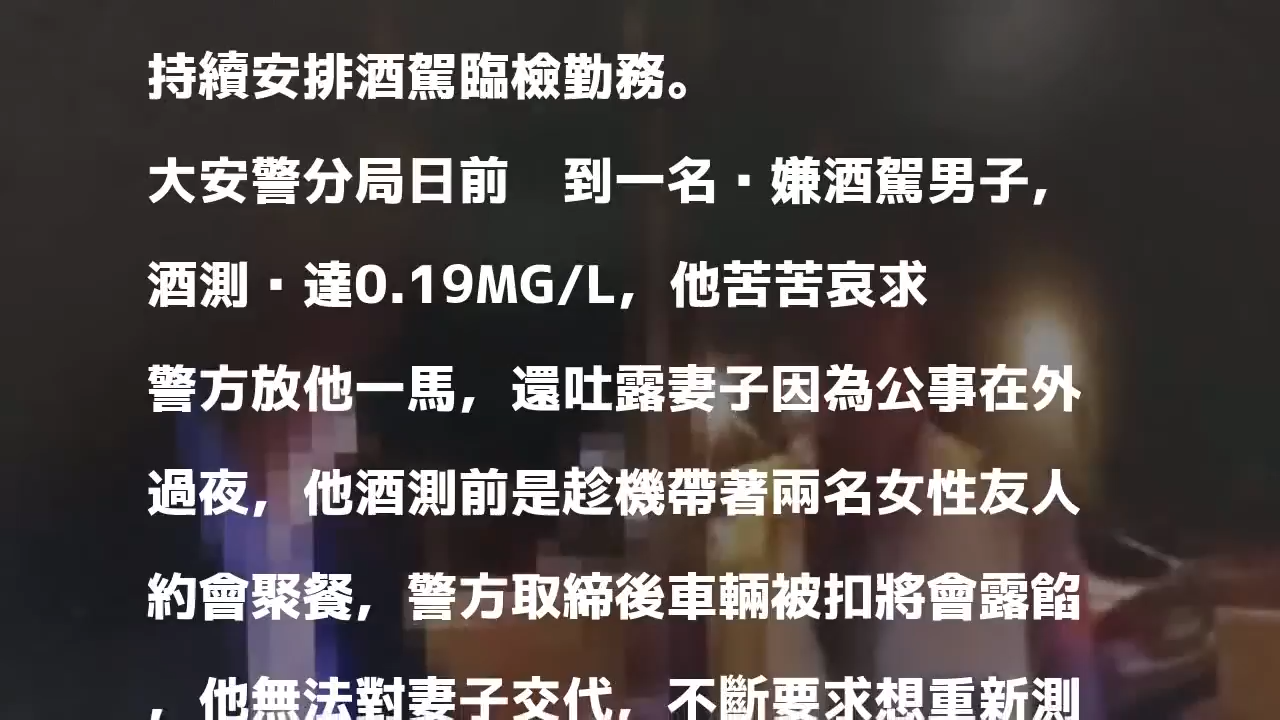 持續安排酒駕臨檢勤務。
大安警分局日前　到一名▪嫌酒駕男子,
酒測▪達0.19MG/L, 他苦苦哀求
警方放他一馬, 還吐露妻子因為公事在外
過夜, 他酒測前是趁機帶著兩名女性友人
約會聚餐, 警方取締後車輛被扣將會露餡
, 他無法對妻子交代, 不斷要求想重新測